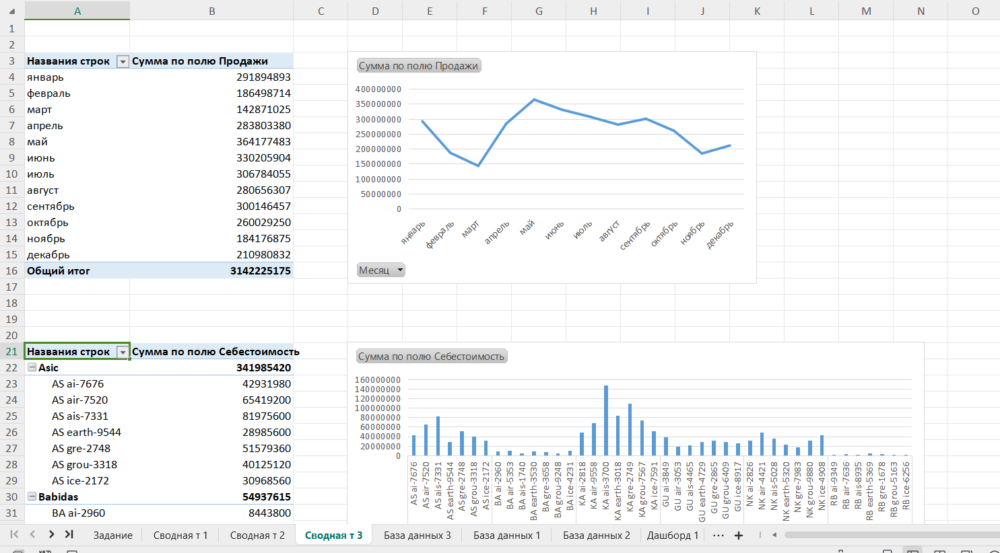 A B C D E F G H I J K L M N O
1
2
3 Названия строк Сумма по полю Продажи
4 январь 291894893
5 февраль 186498714
6 март 142871025
7 апрель 283803380
8 май 364177483
9 июнь 330205904
10 июль 306784055
11 август 280656307
12 сентябрь 300146457
13 октябрь 260029250
14 ноябрь 184176875
15 декабрь 210980832
16 Общий итог 3142225175
17
18
19
20
21 Названия строк Сумма по полю Себестоимость
22 Asic 341985420
23 AS ai-7676 42931980
24 AS air-7520 65419200
25 AS ais-7331 81975600
26 AS earth-9544 28985600
27 AS gre-2748 51579360
28 AS grou-3318 40125120
29 AS ice-2172 30968560
30 Babidas 54937615
31 BA ai-2960 8443800
Сумма по полю Продажи
400000000
350000000
300000000
250000000
200000000
150000000
100000000
50000000
0
январь февраль март апрель май июнь июль август сентябрь октябрь ноябрь декабрь
Месяц
Сумма по полю Себестоимость
160000000
140000000
120000000
100000000
80000000
60000000
40000000
20000000
0
AS ai-7676
AS air-7520
AS ais-7331
AS earth-9544
AS gre-2748
AS grou-3318
AS ice-2172
BA ai-2960
BA air-5353
BA ais-1740
BA earth-3530
BA gre-3658
BA grou-9248
BA ice-4231
KA ai-2818
KA air-9558
KA ais-3700
KA earth-3018
KA gre-2749
KA grou-7567
KA ice-7591
GU ai-3849
GU air-3053
GU ais-4465
GU earth-4729
GU gre-2865
GU grou-6409
GU ice-8917
NK ai-2826
NK air-4421
NK ais-5028
NK earth-5320
NK gre-7983
NK grou-9880
NK ice-4908
RB ai-9349
RB air-7636
RB ais-8935
RB earth-5369
RB gre-1678
RB grou-5163
RB ice-6256
Задание Сводная т 1 Сводная т 2 Сводная т 3 База данных 3 База данных 1 База данных 2 Дашборд 1 ... +